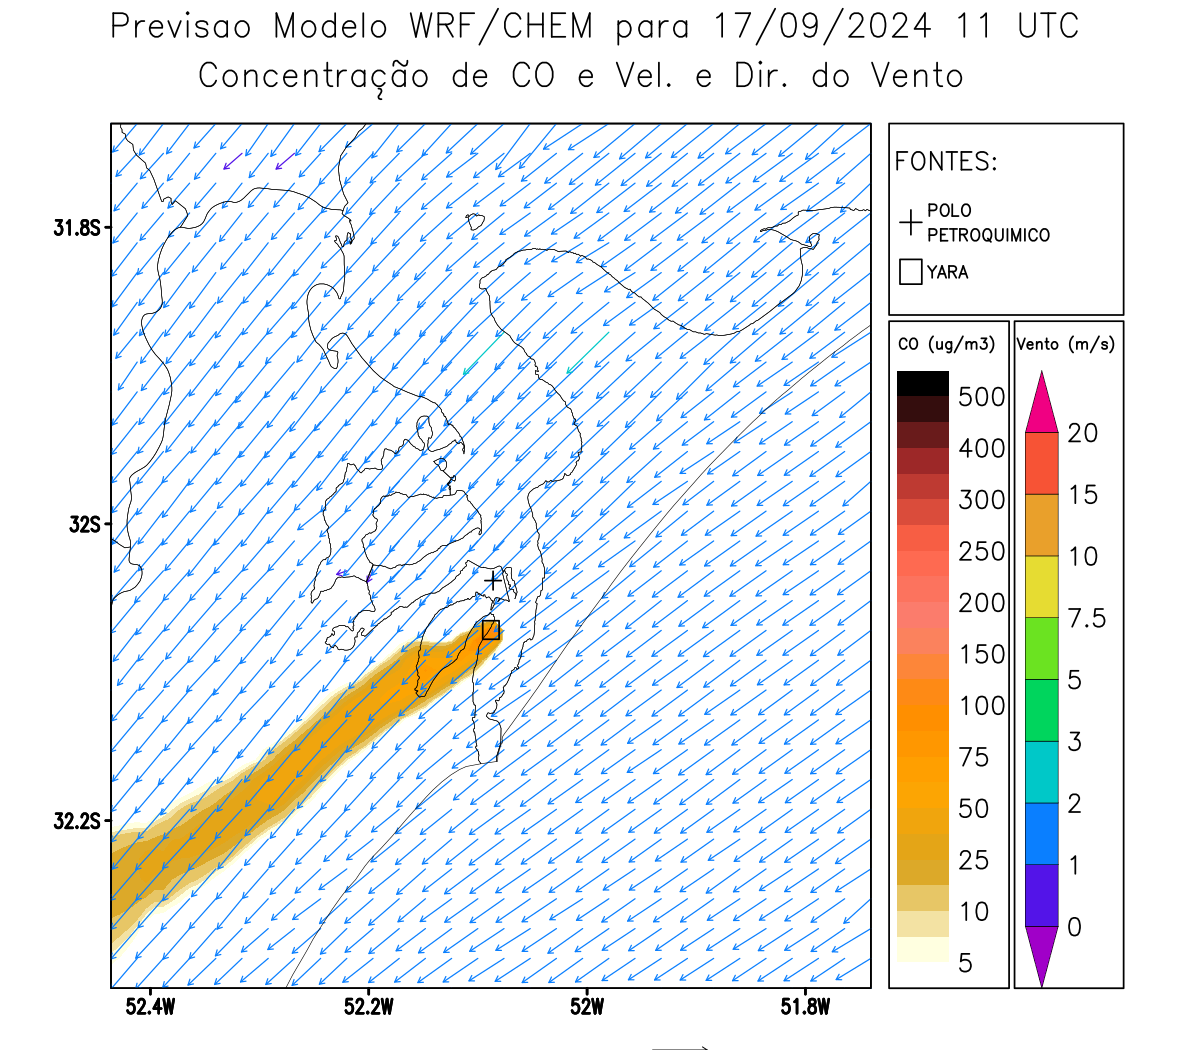 Previsao Modelo WRF/CHEM para 17/09/2024 11 UTC
Concentração de CO e Vel. e Dir. do Vento
FONTES:
POLO
PETROQUIMICO
YARA
31.8S
32S
32.2S
52.4W
52.2W
52W
51.8W
CO (ug/m3)
500
400
300
250
200
150
100
75
50
25
10
5
Vento (m/s)
20
15
10
7.5
5
3
2
1
0